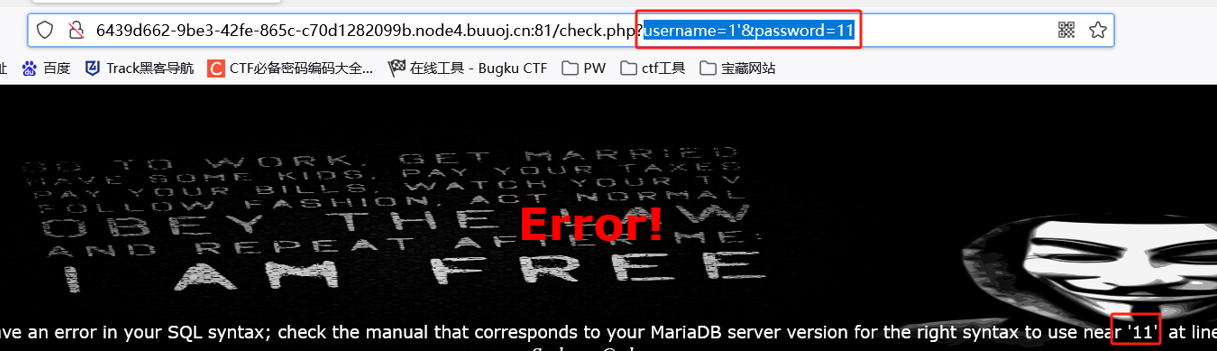 6439d662-9be3-42fe-865c-c70d1282099b.node4.buuoj.cn:81/check.php?username=1'&password=11
址 百度 Track黑客导航 CTF必备密码编码大全... 在线工具 - Bugku CTF PW ctf工具 宝藏网站
GO TO WORK, GET MARRIED
HAVE SOME KIDS, PAY YOUR TAXES
PAY YOUR BILLS, WATCH YOUR TV
FOLLOW FASHION, ACT NORMAL
OBEY THE LAW
AND REPEAT AFTER ME:
I AM FREE
Error!
ave an error in your SQL syntax; check the manual that corresponds to your MariaDB server version for the right syntax to use near '11'' at line